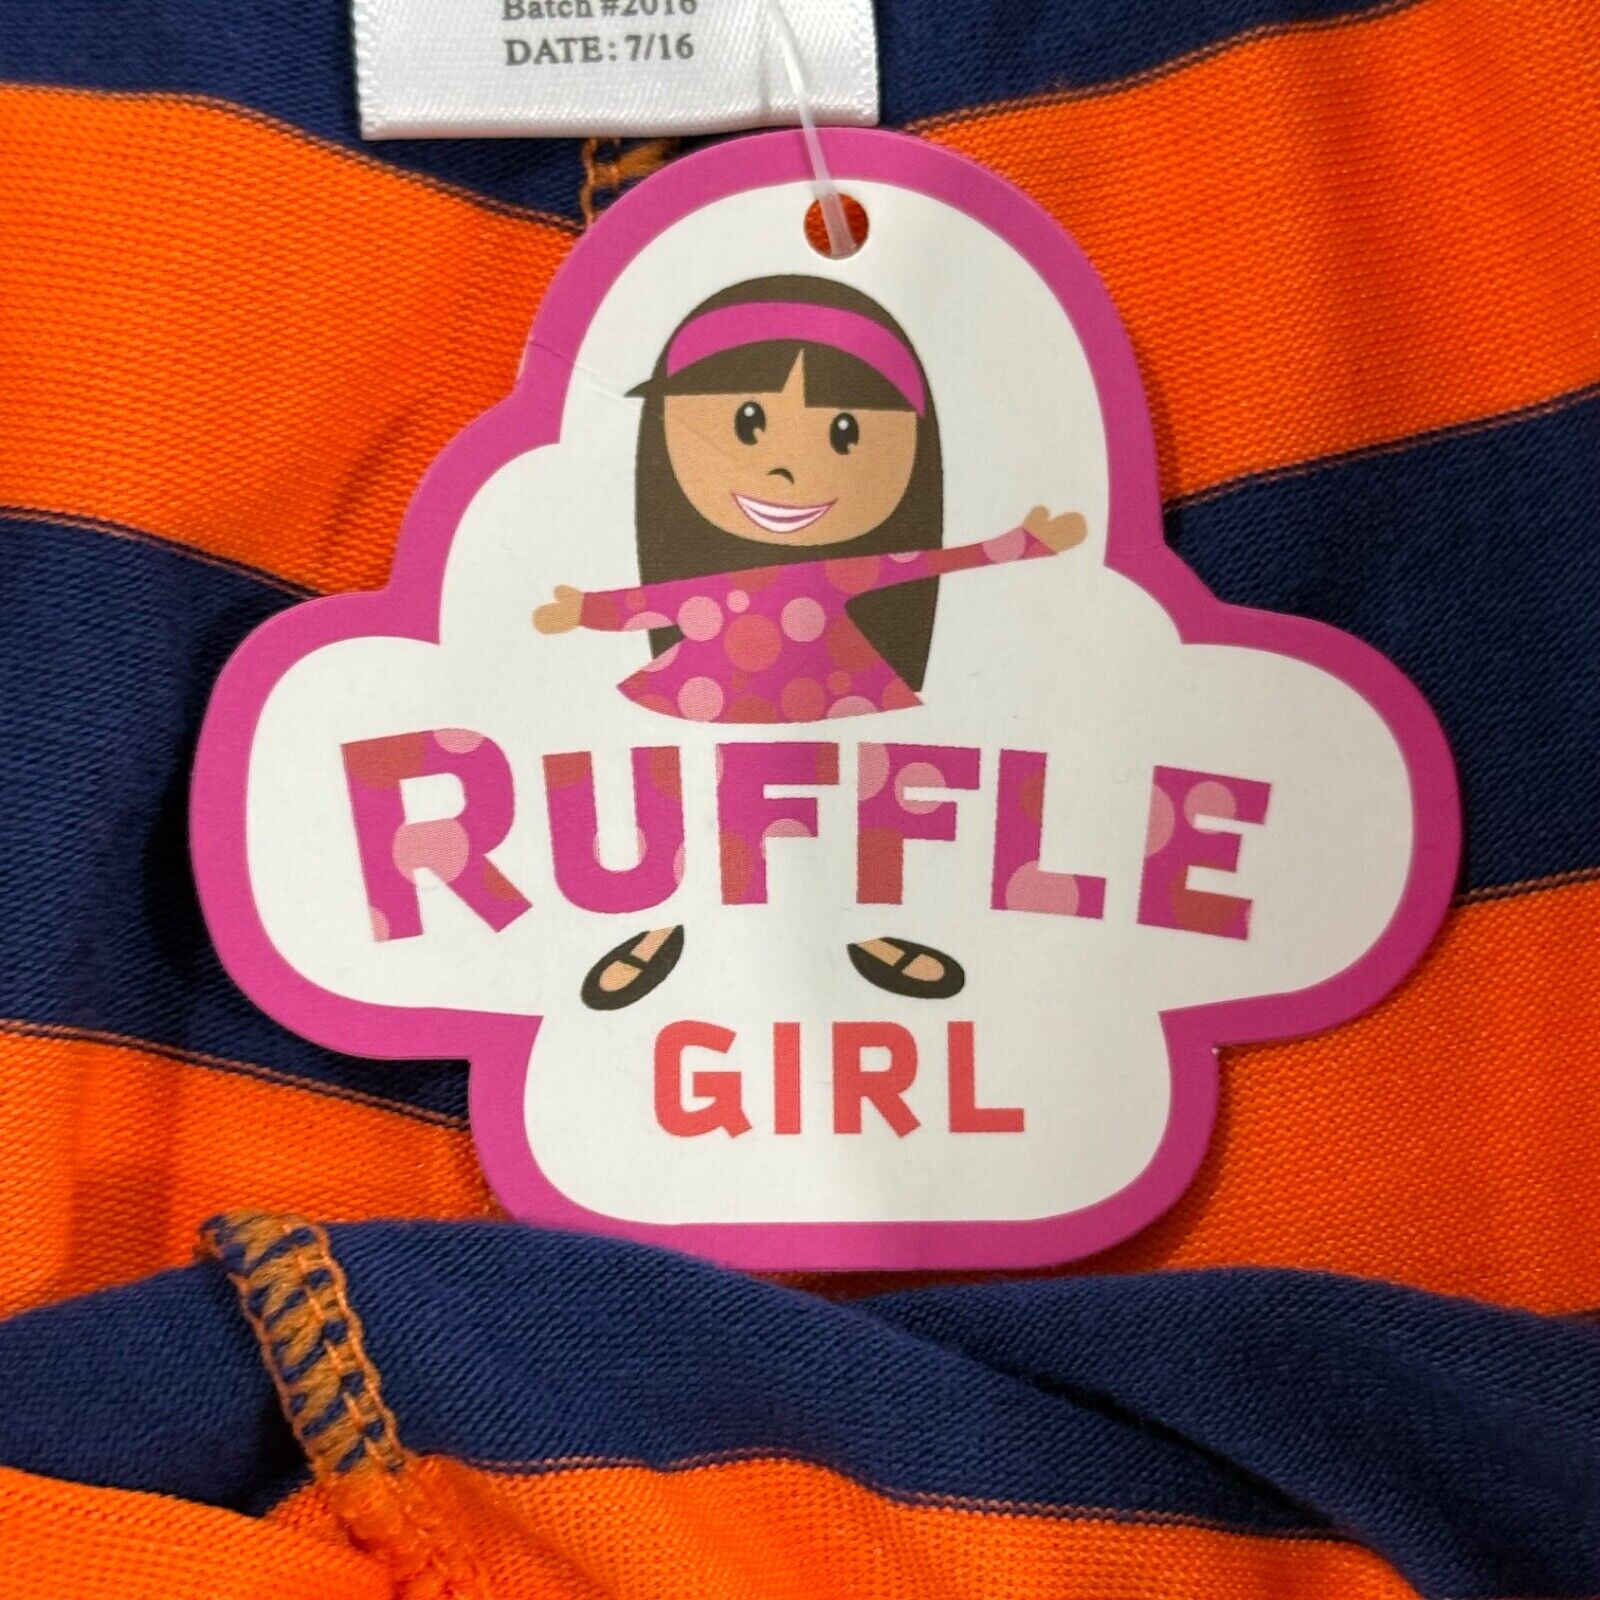 Batch #2016
DATE: 7/16
RUFFLE
GIRL